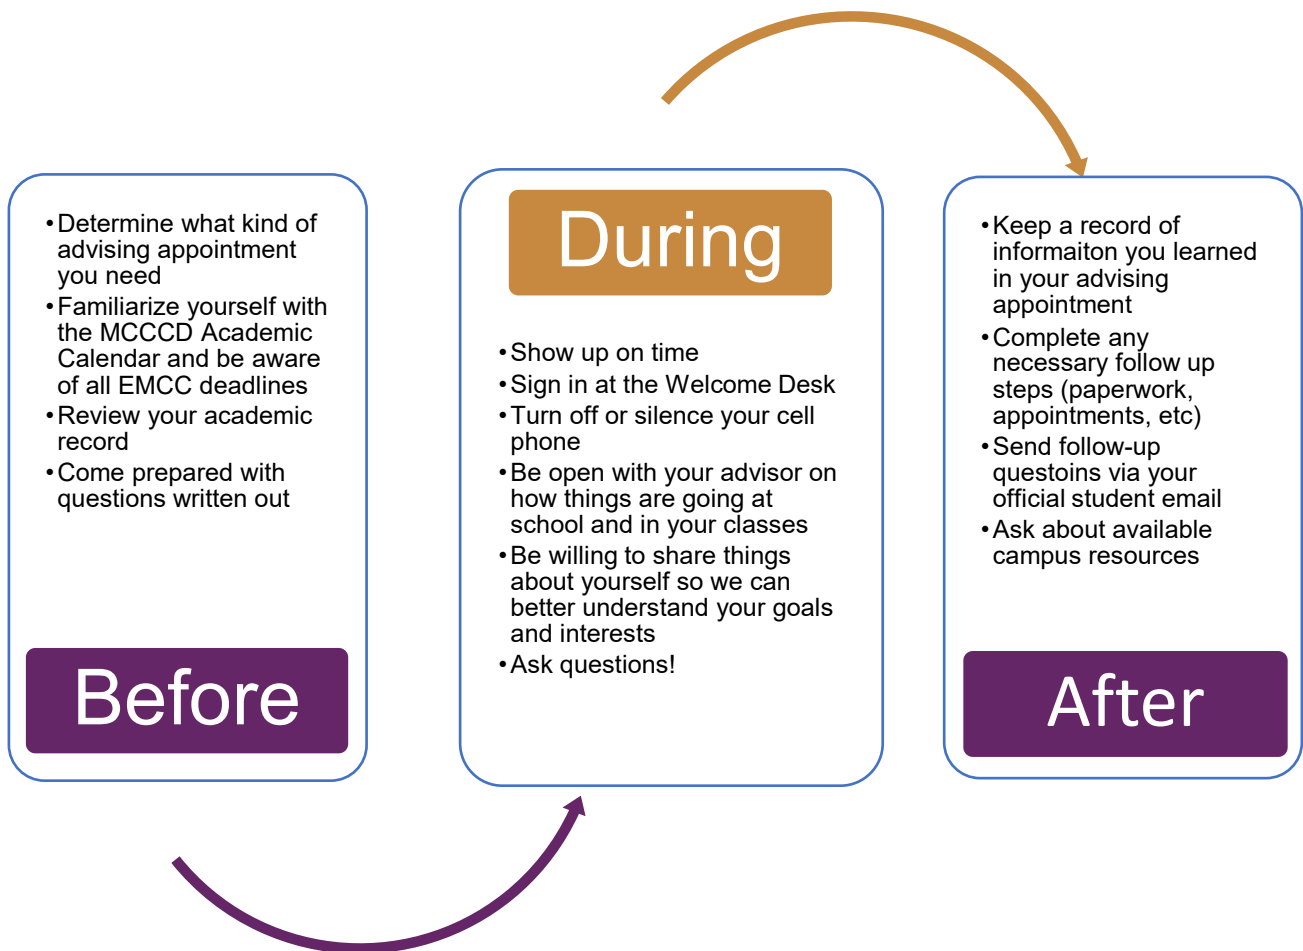 •Determine what kind of
advising appointment
you need
•Familiarize yourself with
the MCCCD Academic
Calendar and be aware
of all EMCC deadlines
•Review your academic
record
•Come prepared with
questions written out
Before
During
•Show up on time
•Sign in at the Welcome Desk
•Turn off or silence your cell
phone
•Be open with your advisor on
how things are going at
school and in your classes
•Be willing to share things
about yourself so we can
better understand your goals
and interests
•Ask questions!
•Keep a record of
informaiton you learned
in your advising
appointment
•Complete any
necessary follow up
steps (paperwork,
appointments, etc)
•Send follow-up
questoins via your
official student email
•Ask about available
campus resources
After